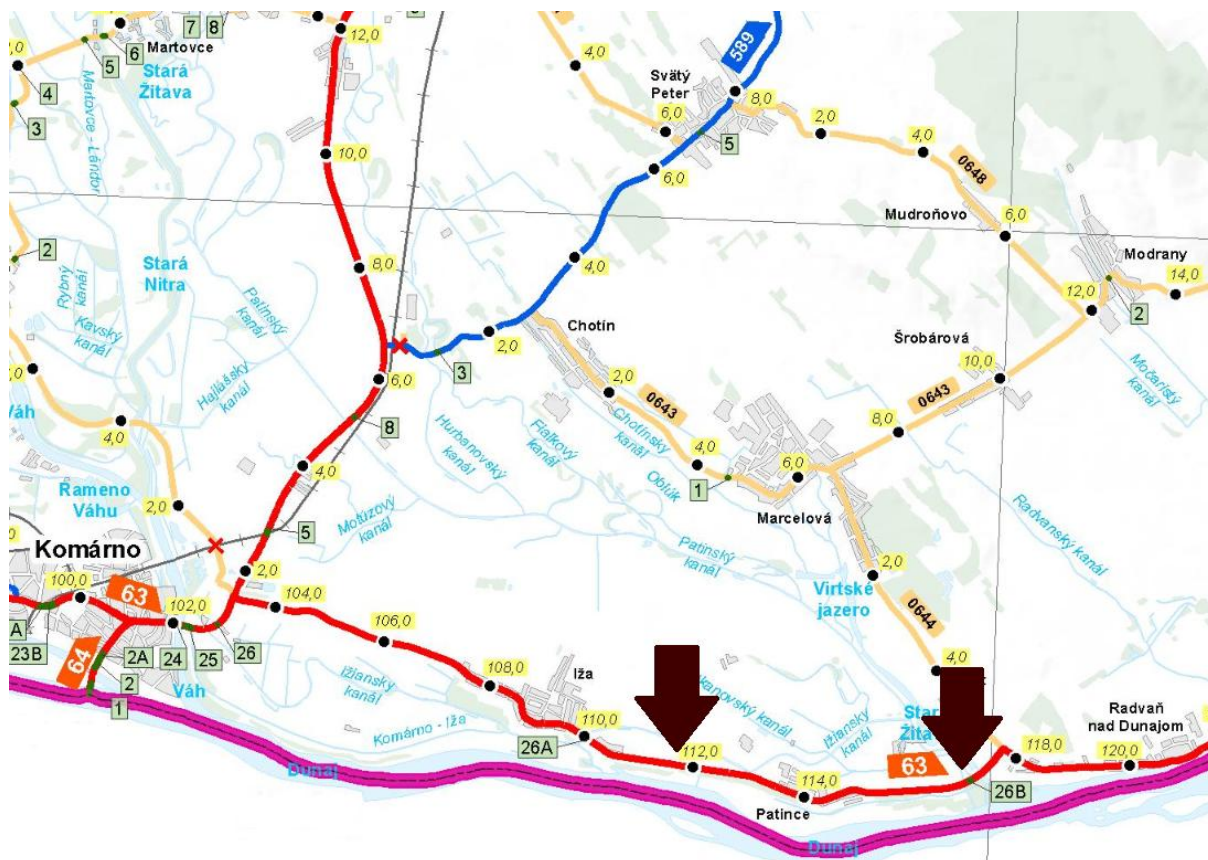 7
8
12,0
589
6
5
Martovce
4,0
Svätý
Peter
4
Stará
Žitava
8,0
3
6,0
2,0
5
4,0
Martovce - Lándor
10,0
6,0
0648
Mudroňovo
6,0
2
Modrany
Stará
Nitra
8,0
4,0
14,0
Rybný
kanál
Patinský
kanál
12,0
2
Kavský
kanál
Chotín
2,0
Šrobárová
10,0
3
Močaristý
kanál
Hajlášsky
kanál
6,0
2,0
0643
0643
Váh
8
8,0
4,0
Hurbanovský
kanál
Fialkový
kanál
Chotínsky
kanál
4,0
4,0
6,0
Oblúk
1
Rameno
Váhu
2,0
Motúzový
kanál
Marcelová
Radvanský kanál
5
Patinský
kanál
Komárno
2,0
2,0
Virtské
jazero
100,0
63
102,0
104,0
0644
A
23B
64
2A
24
25
26
106,0
4,0
2
Váh
Ižiansky
kanál
108,0
Iža
1
Komárno - Iža
110,0
Ižiansky
kanál
Radvaň
nad Dunajom
26A
112,0
63
118,0
120,0
Dunaj
114,0
26B
Patince
Dunaj